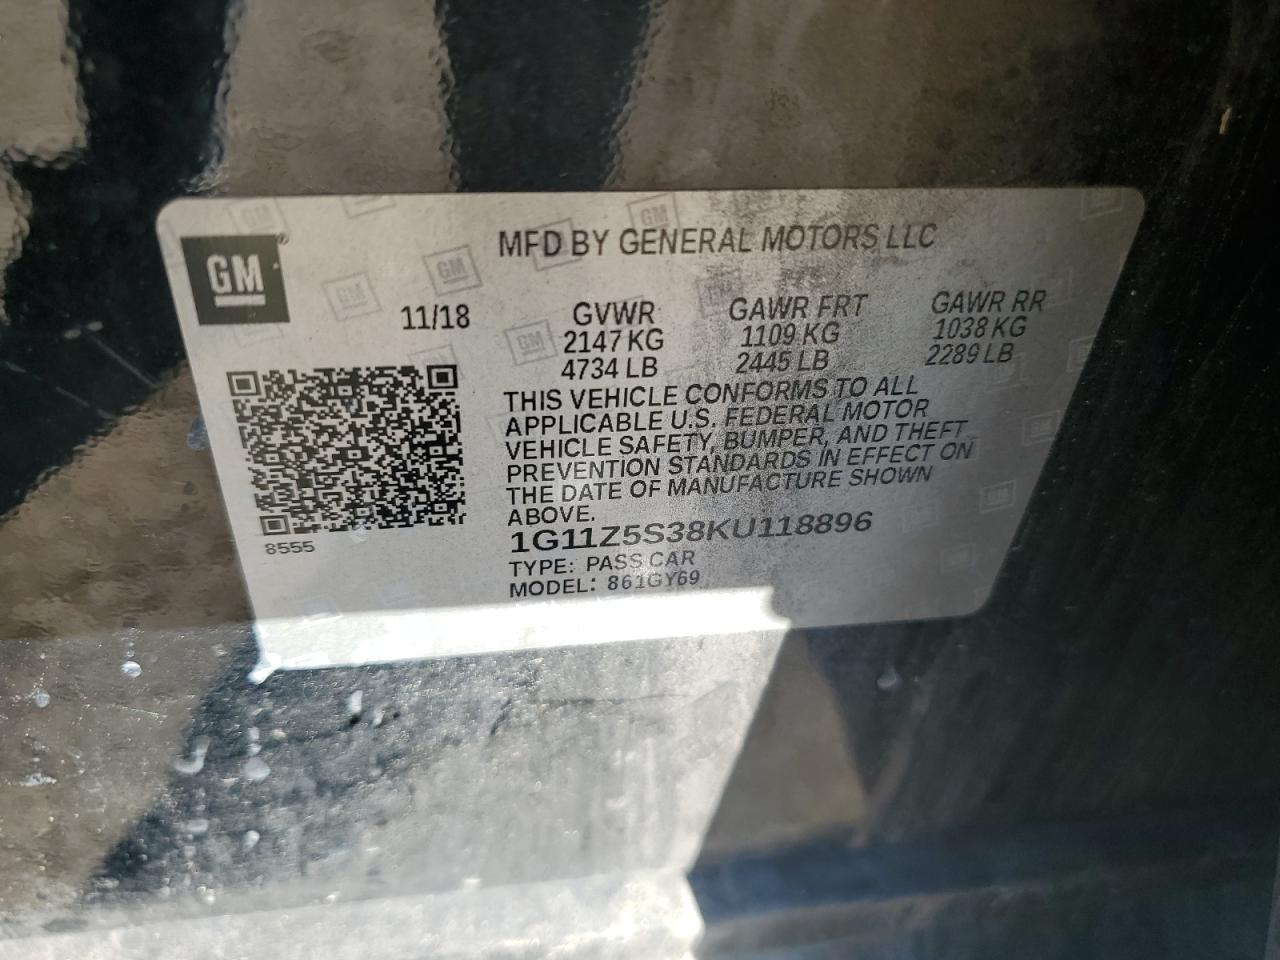 GM
MFD BY GENERAL MOTORS LLC
11/18
GVWR GAWR FRT GAWR RR
2147 KG 1109 KG 1038 KG
4734 LB 2445 LB 2289 LB
THIS VEHICLE CONFORMS TO ALL
APPLICABLE U.S. FEDERAL MOTOR
VEHICLE SAFETY, BUMPER, AND THEFT
PREVENTION STANDARDS IN EFFECT ON
THE DATE OF MANUFACTURE SHOWN
ABOVE.
8555
1G11Z5S38KU118896
TYPE: PASS CAR
MODEL: 861GY69